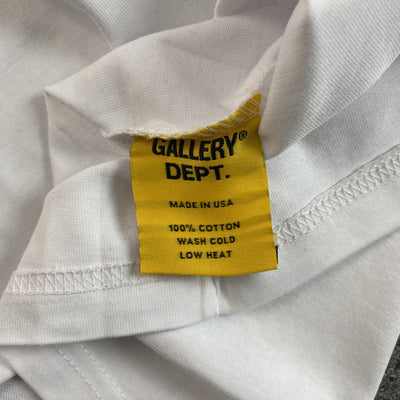 GALLERY®
DEPT.
MADE IN USA
100% COTTON
WASH COLD
LOW HEAT